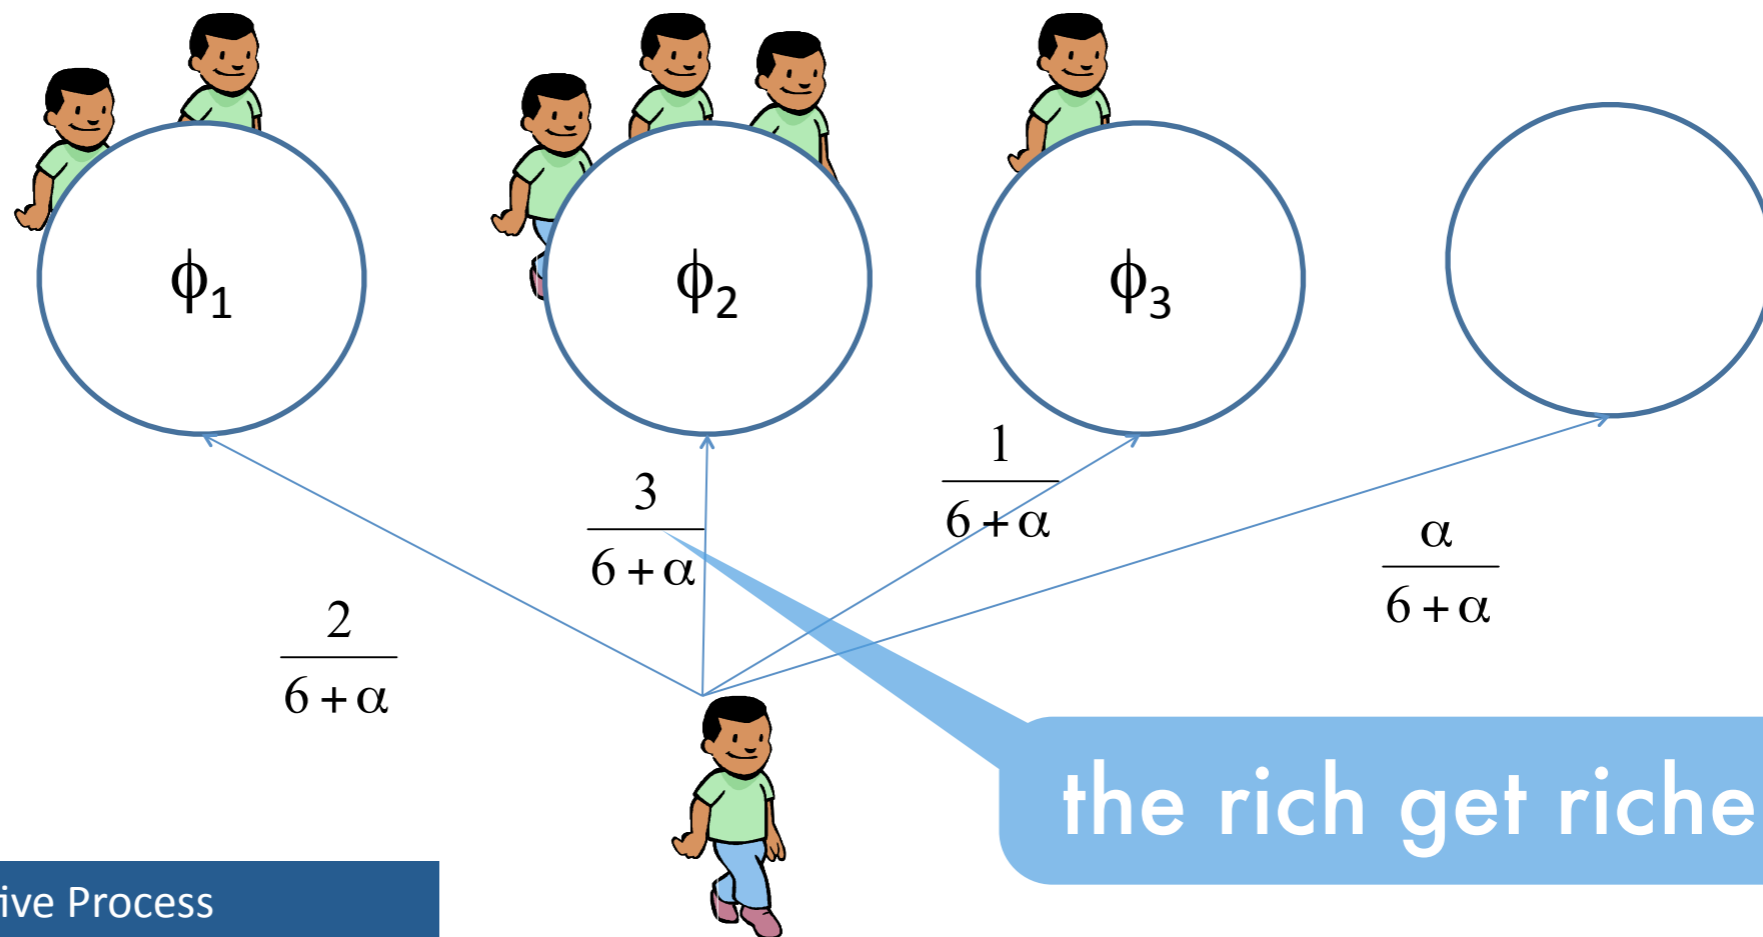 ϕ1 ϕ2 ϕ3
3/(6 + α)
1/(6 + α)
α/(6 + α)
2/(6 + α)
the rich get riche
ive Process